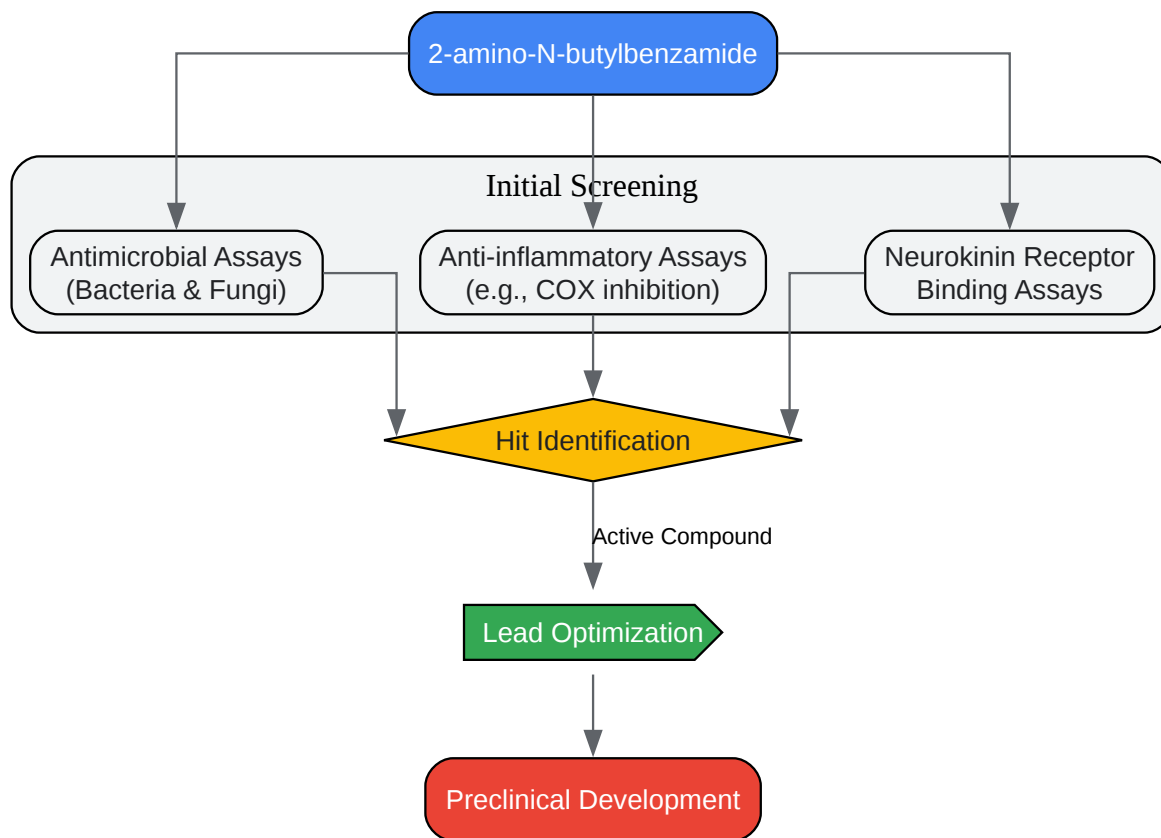 2-amino-N-butylbenzamide
Initial Screening
Antimicrobial Assays
(Bacteria & Fungi)
Anti-inflammatory Assays
(e.g., COX inhibition)
Neurokinin Receptor
Binding Assays
Hit Identification
Active Compound
Lead Optimization
Preclinical Development